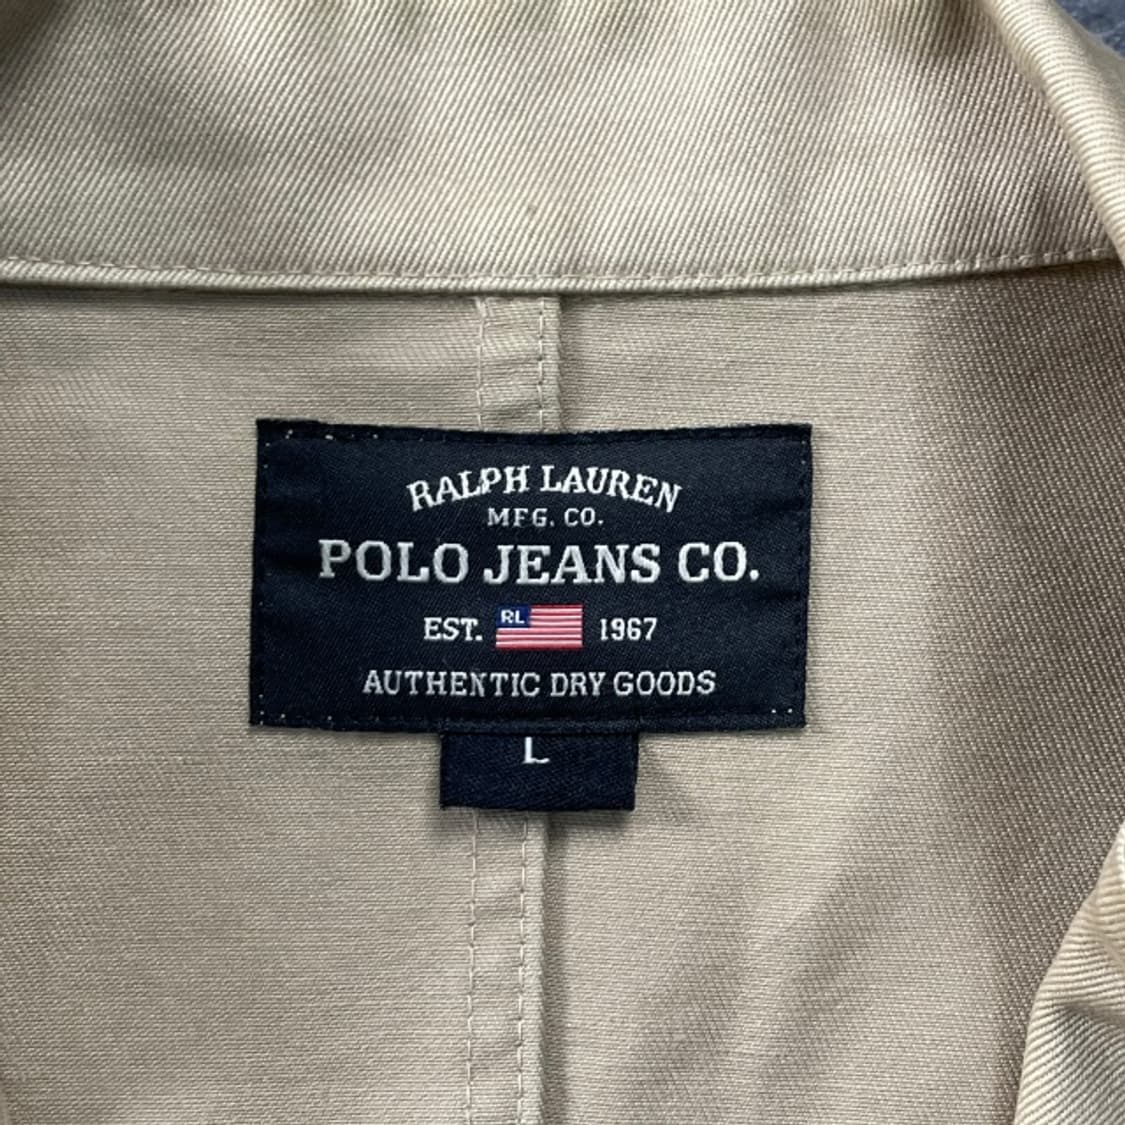 RALPH LAUREN
MFG. CO.
POLO JEANS CO.
EST. RL 1967
AUTHENTIC DRY GOODS
L